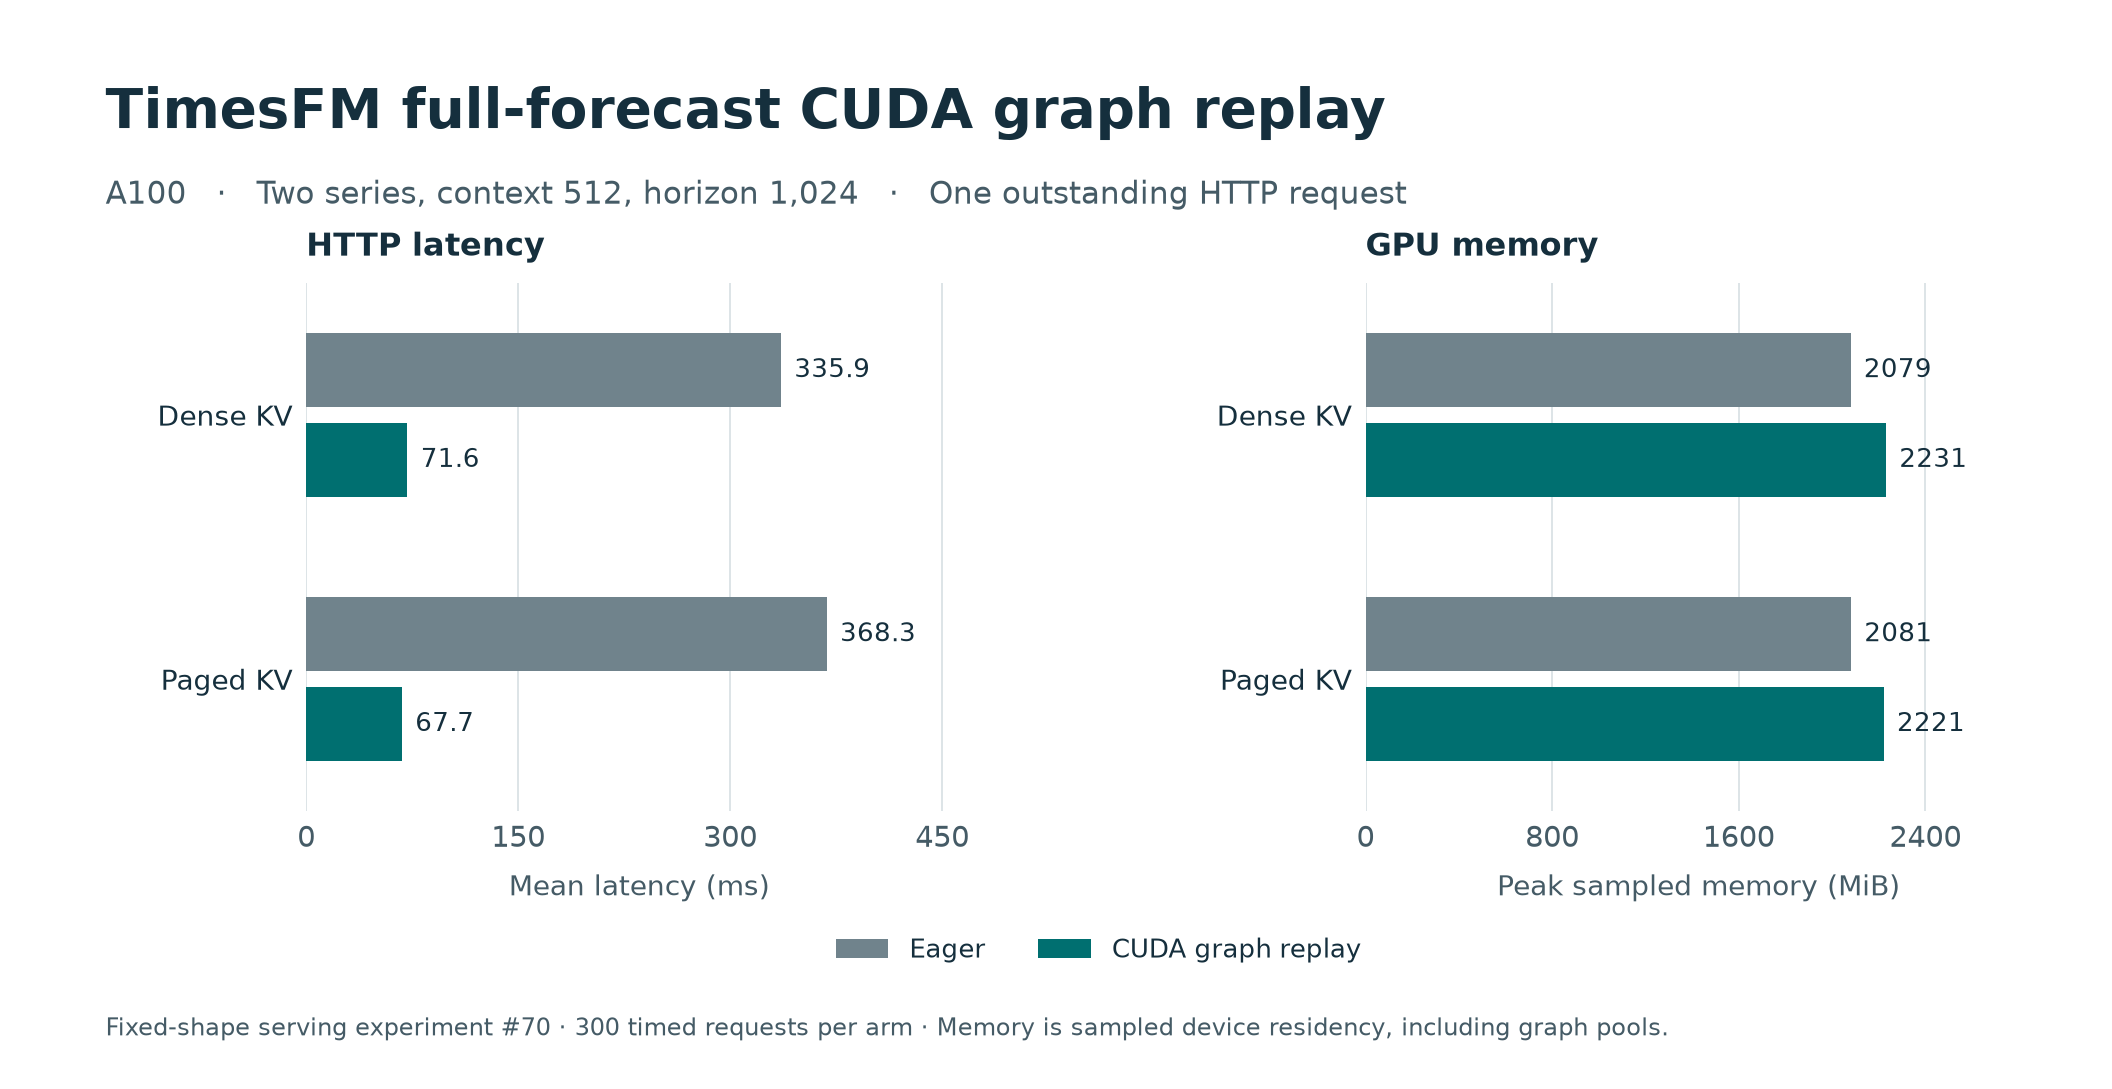 TimesFM full-forecast CUDA graph replay
A100 · Two series, context 512, horizon 1,024 · One outstanding HTTP request
HTTP latency
Dense KV
335.9
71.6
Paged KV
368.3
67.7
0 150 300 450
Mean latency (ms)
GPU memory
Dense KV
2079
2231
Paged KV
2081
2221
0 800 1600 2400
Peak sampled memory (MiB)
Eager CUDA graph replay
Fixed-shape serving experiment #70 · 300 timed requests per arm · Memory is sampled device residency, including graph pools.